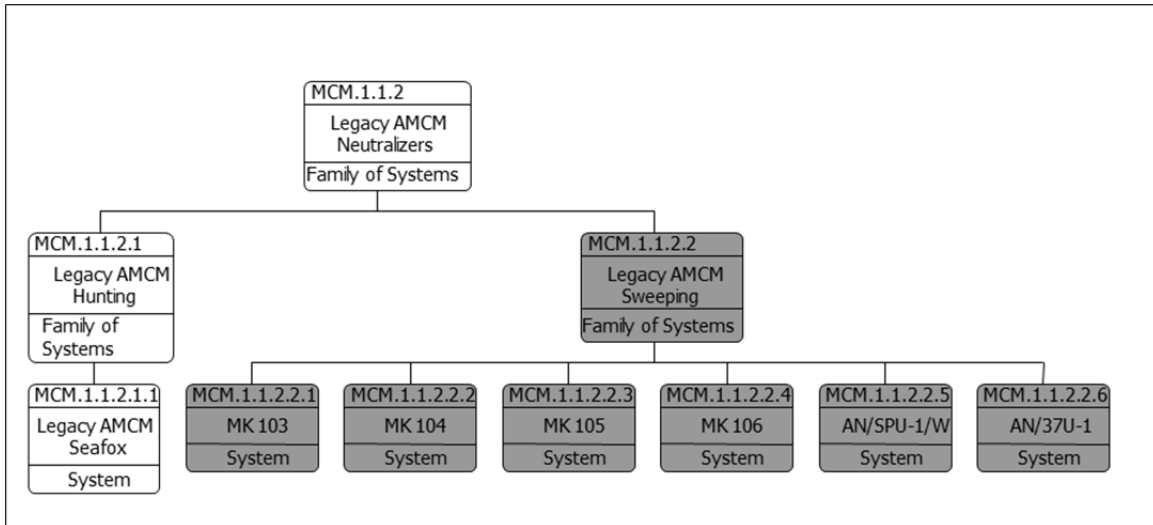 MCM.1.1.2
Legacy AMCM
Neutralizers
Family of Systems
MCM.1.1.2.1
Legacy AMCM
Hunting
Family of
Systems
MCM.1.1.2.2
Legacy AMCM
Sweeping
Family of Systems
MCM.1.1.2.1.1
Legacy AMCM
Seafox
System
MCM.1.1.2.2.1
MK 103
System
MCM.1.1.2.2.2
MK 104
System
MCM.1.1.2.2.3
MK 105
System
MCM.1.1.2.2.4
MK 106
System
MCM.1.1.2.2.5
AN/SPU-1/W
System
MCM.1.1.2.2.6
AN/37U-1
System